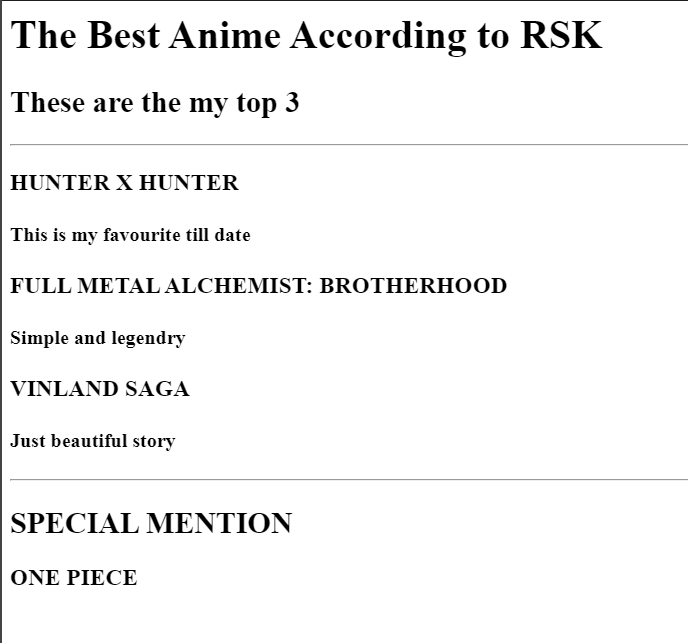 The Best Anime According to RSK
These are the my top 3
HUNTER X HUNTER
This is my favourite till date
FULL METAL ALCHEMIST: BROTHERHOOD
Simple and legendry
VINLAND SAGA
Just beautiful story
SPECIAL MENTION
ONE PIECE